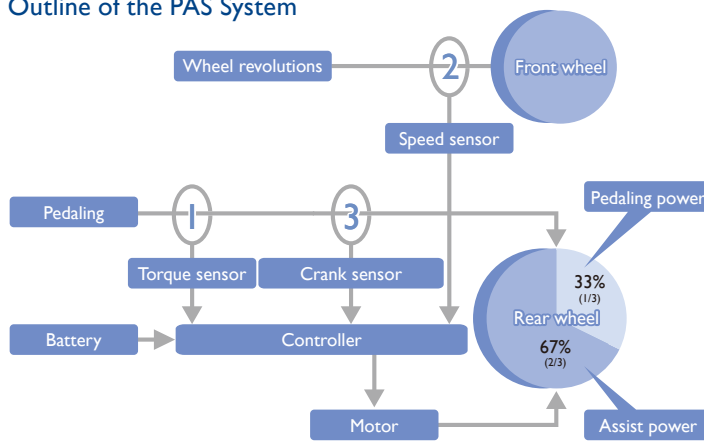 Outline of the PAS System
Wheel revolutions
2
Front wheel
Speed sensor
Pedaling
1
3
Pedaling power
Torque sensor
Crank sensor
33%
(1/3)
Rear wheel
67%
(2/3)
Battery
Controller
Motor
Assist power